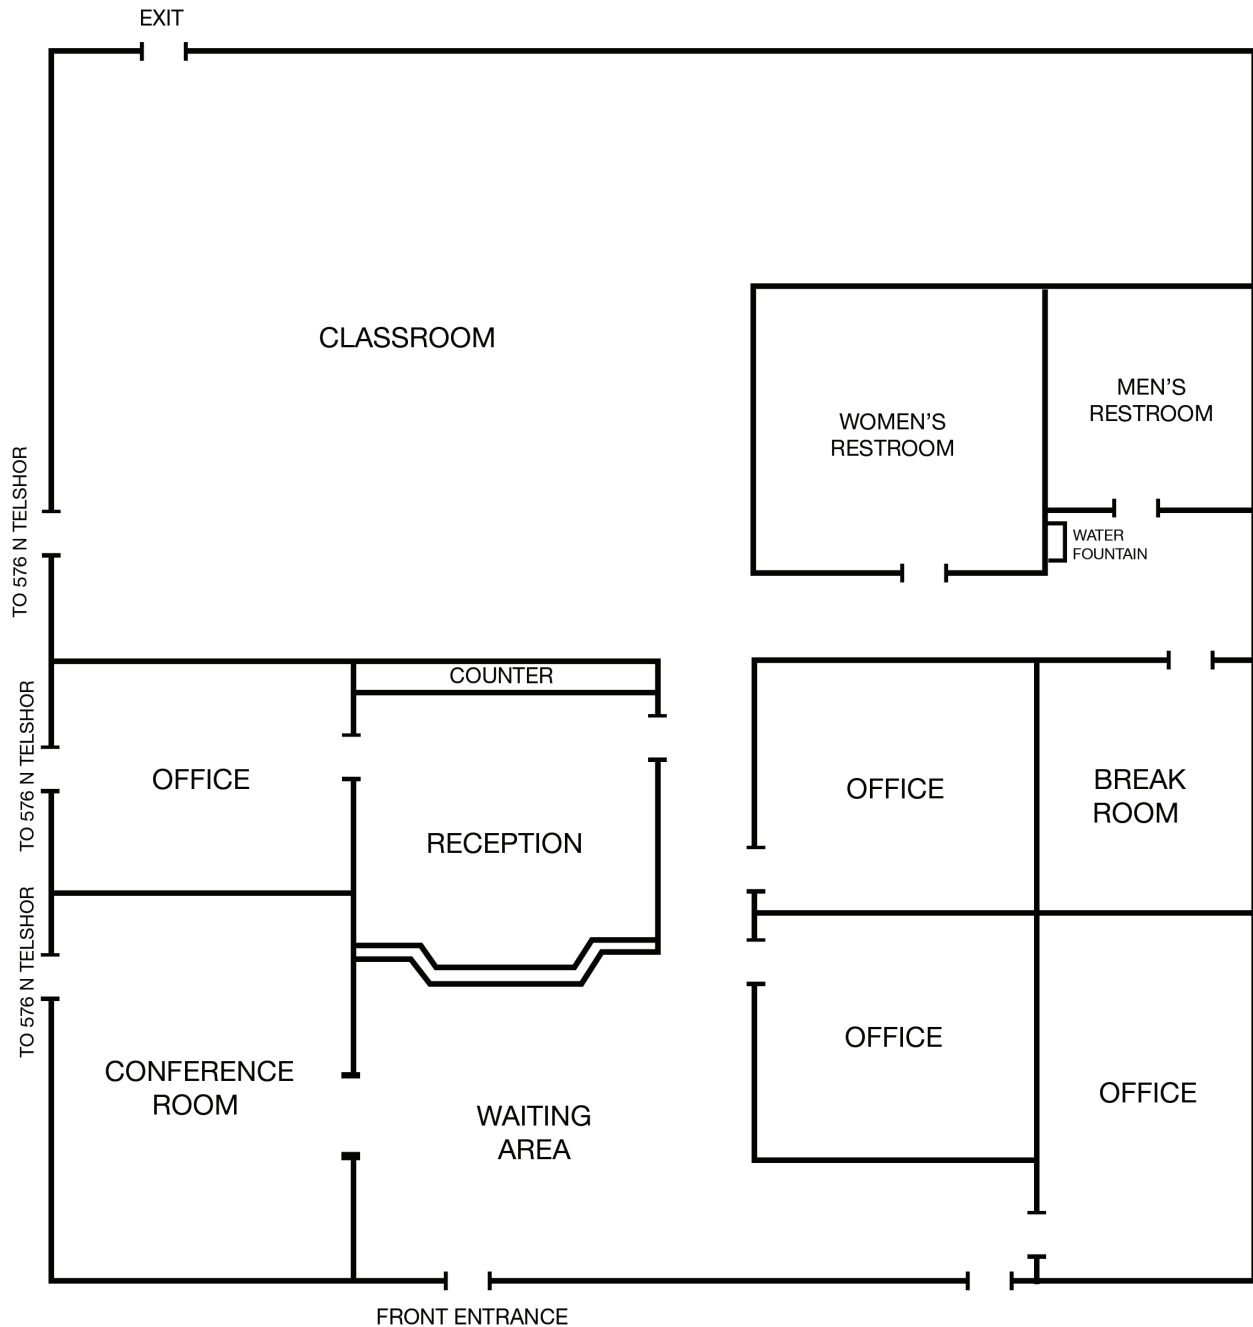 EXIT
CLASSROOM
MEN'S
RESTROOM
WOMEN'S
RESTROOM
TO 576 N TELSHOR
WATER
FOUNTAIN
COUNTER
TO 576 N TELSHOR
OFFICE
OFFICE
BREAK
ROOM
RECEPTION
TO 576 N TELSHOR
OFFICE
CONFERENCE
ROOM
OFFICE
WAITING
AREA
FRONT ENTRANCE